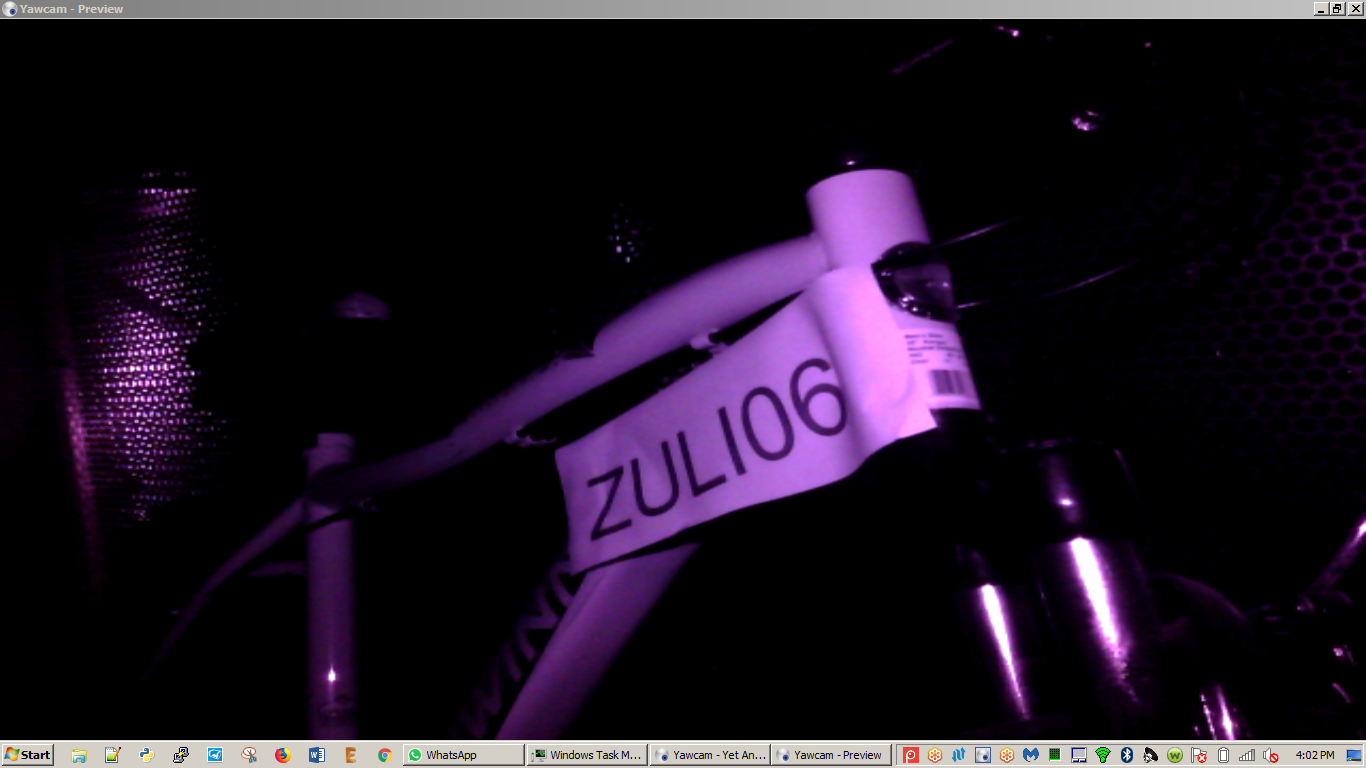 Yawcam - Preview
ZULI06
Start
WhatsApp
Windows Task M...
Yawcam - Yet An...
Yawcam - Preview
4:02 PM